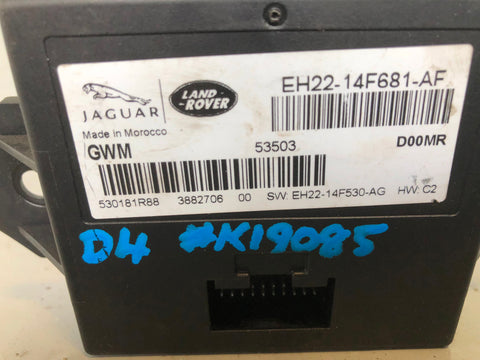 JAGUAR
LAND-
-ROVER
EH22-14F681-AF
Made in Morocco
GWM 53503 D00MR
530181R88 3882706 00 SW: EH22-14F530-AG HW: C2
D4 #K19085